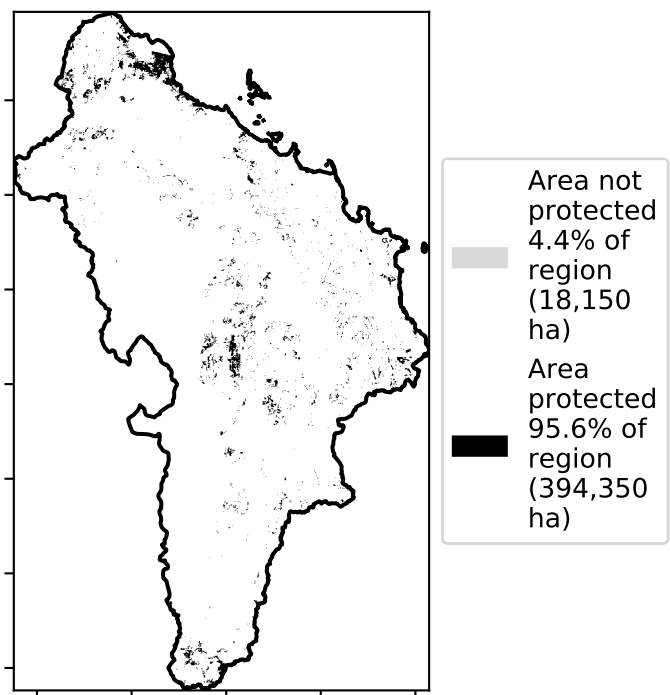 Area not
protected
4.4% of
region
(18,150
ha)
Area
protected
95.6% of
region
(394,350
ha)